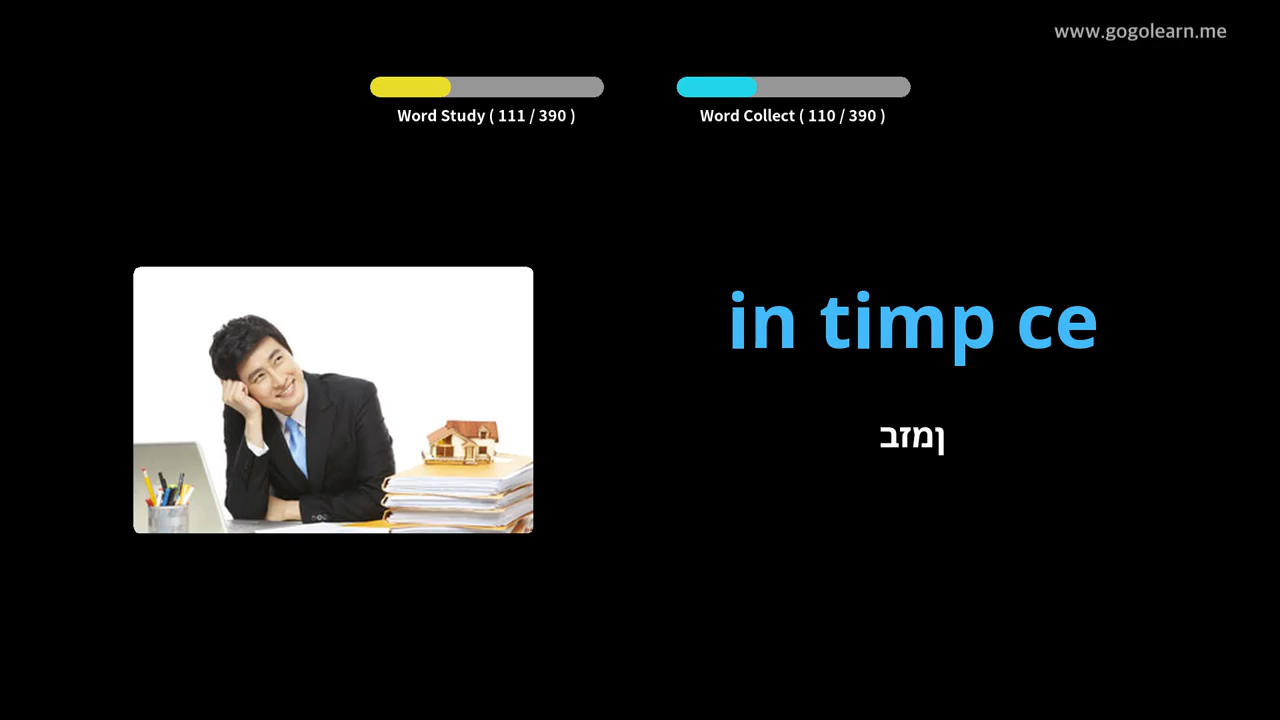 www.gogolearn.me
Word Study ( 111 / 390 )
Word Collect ( 110 / 390 )
in timp ce
ןמזב